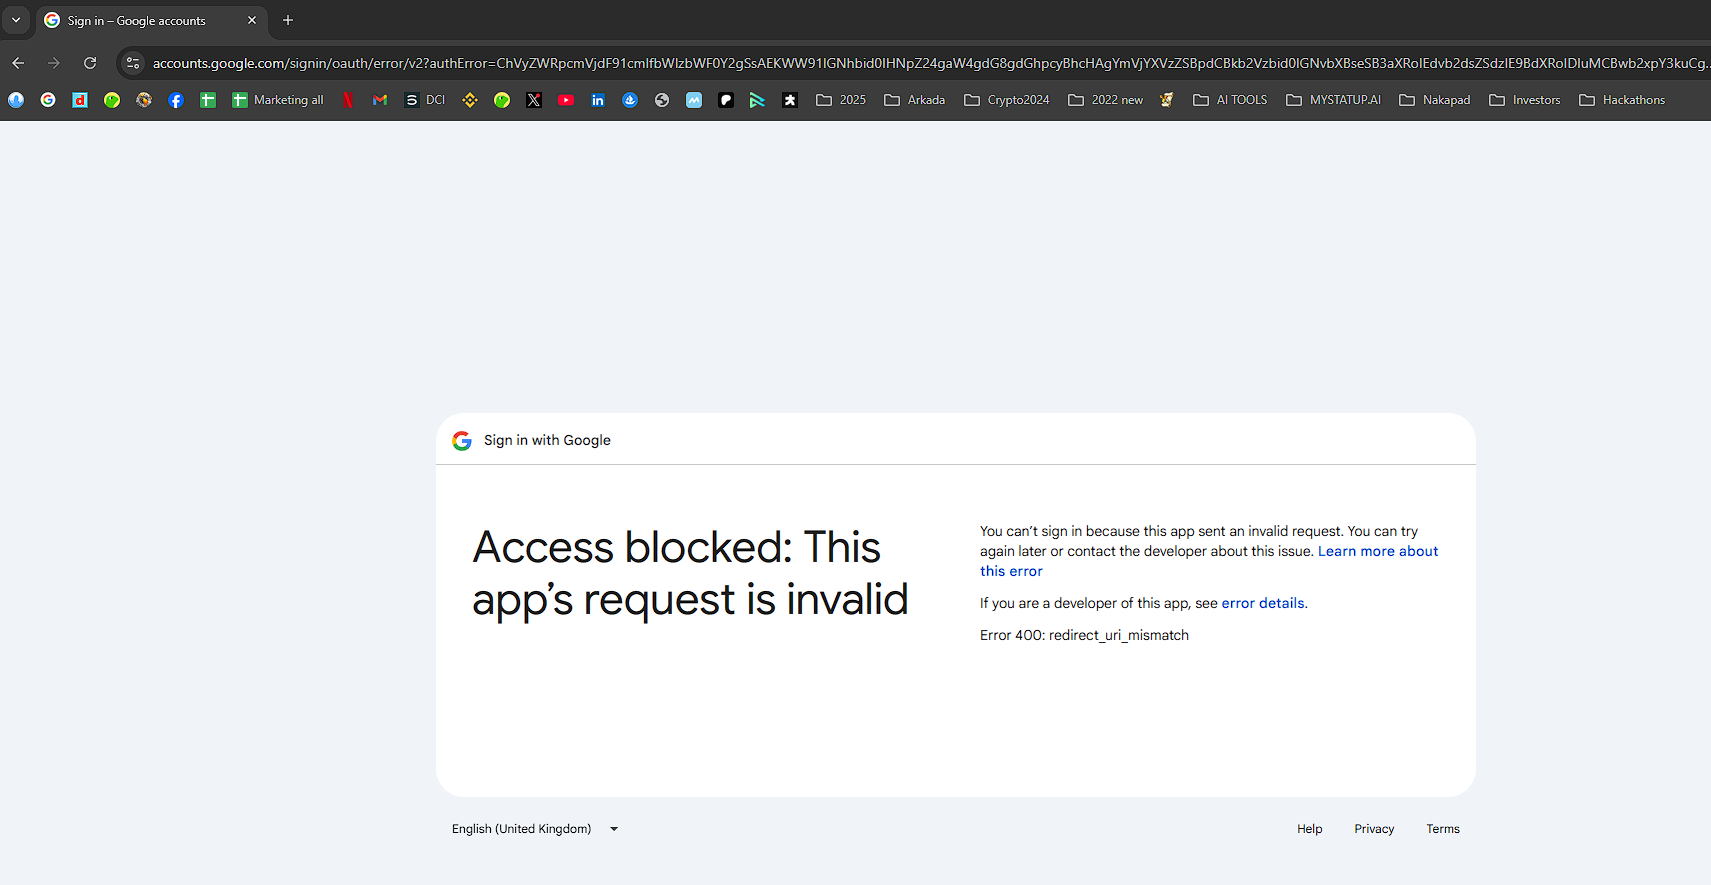 Sign in – Google accounts
accounts.google.com/signin/oauth/error/v2?authError=
Marketing all
DCI
2025
Arkada
Crypto2024
2022 new
AI TOOLS
MYSTATUP.AI
Nakapad
Investors
Hackathons
Sign in with Google
Access blocked: This
app's request is invalid
You can't sign in because this app sent an invalid request. You can try
again later or contact the developer about this issue. Learn more about
this error
If you are a developer of this app, see error details.
Error 400: redirect_uri_mismatch
English (United Kingdom)
Help
Privacy
Terms